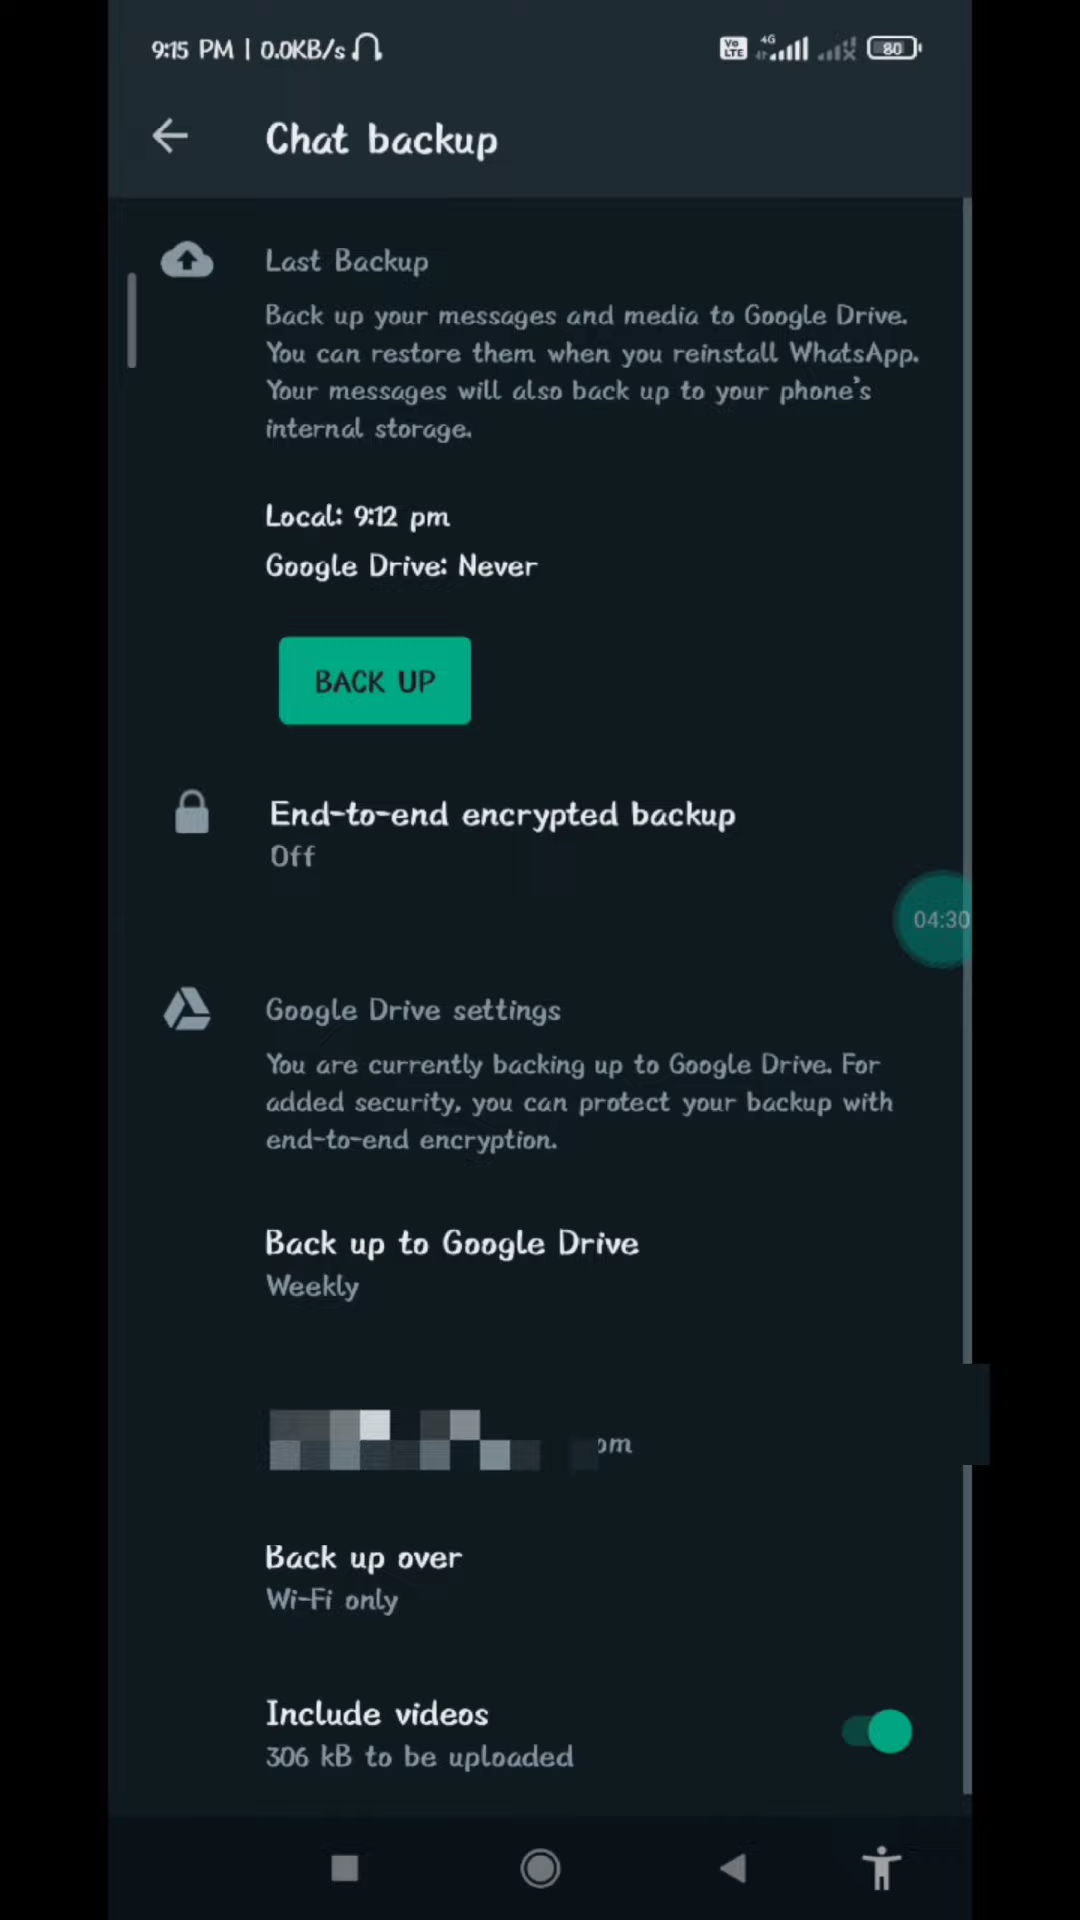 9:15 PM | 0.0KB/s
Vo LTE 4G 80
Chat backup
Last Backup
Back up your messages and media to Google Drive.
You can restore them when you reinstall WhatsApp.
Your messages will also back up to your phone's
internal storage.
Local: 9:12 pm
Google Drive: Never
BACK UP
End-to-end encrypted backup
Off
04:30
Google Drive settings
You are currently backing up to Google Drive. For
added security, you can protect your backup with
end-to-end encryption.
Back up to Google Drive
Weekly
Back up over
Wi-Fi only
Include videos
306 kB to be uploaded